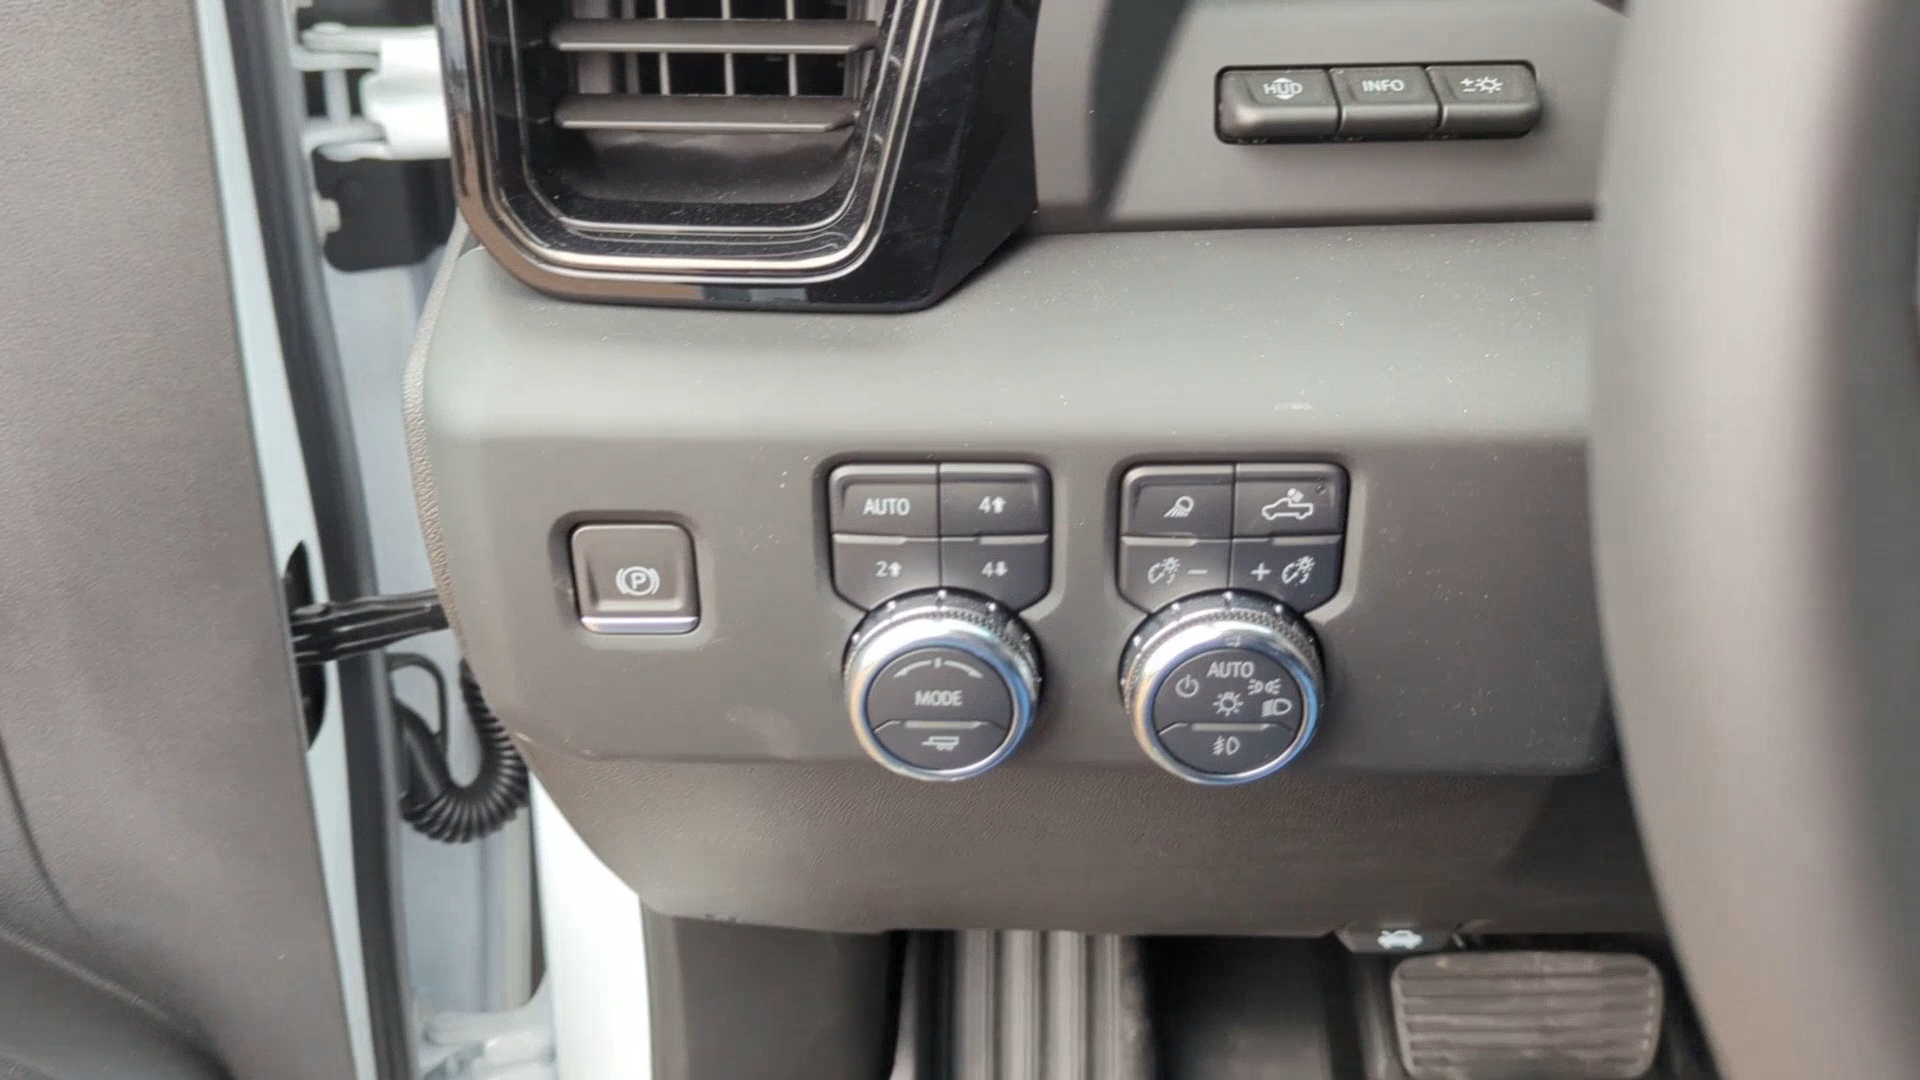 HUD INFO ±
AUTO 4↑
2↑ 4↓
− +
P
MODE
AUTO